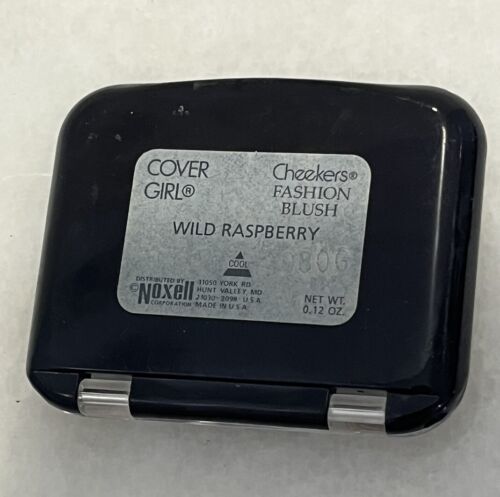 COVER
GIRL®
Cheekers®
FASHION
BLUSH
WILD RASPBERRY
COOL
DISTRIBUTED BY
©Noxell
CORPORATION
11050 YORK RD.
HUNT VALLEY, MD
21030-2098 U.S.A.
MADE IN U.S.A.
NET WT.
0.12 OZ.